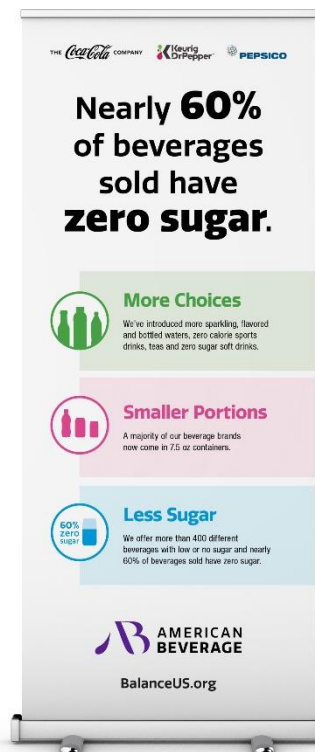 THE Coca-Cola COMPANY Keurig DrPepper PEPSICO
Nearly 60%
of beverages
sold have
zero sugar.
More Choices
We've introduced more sparkling, flavored
and bottled waters, zero calorie sports
drinks, teas and zero sugar soft drinks.
Smaller Portions
A majority of our beverage brands
now come in 7.5 oz containers.
60%
zero
sugar
Less Sugar
We offer more than 400 different
beverages with low or no sugar and nearly
60% of beverages sold have zero sugar.
AB AMERICAN
BEVERAGE
BalanceUS.org